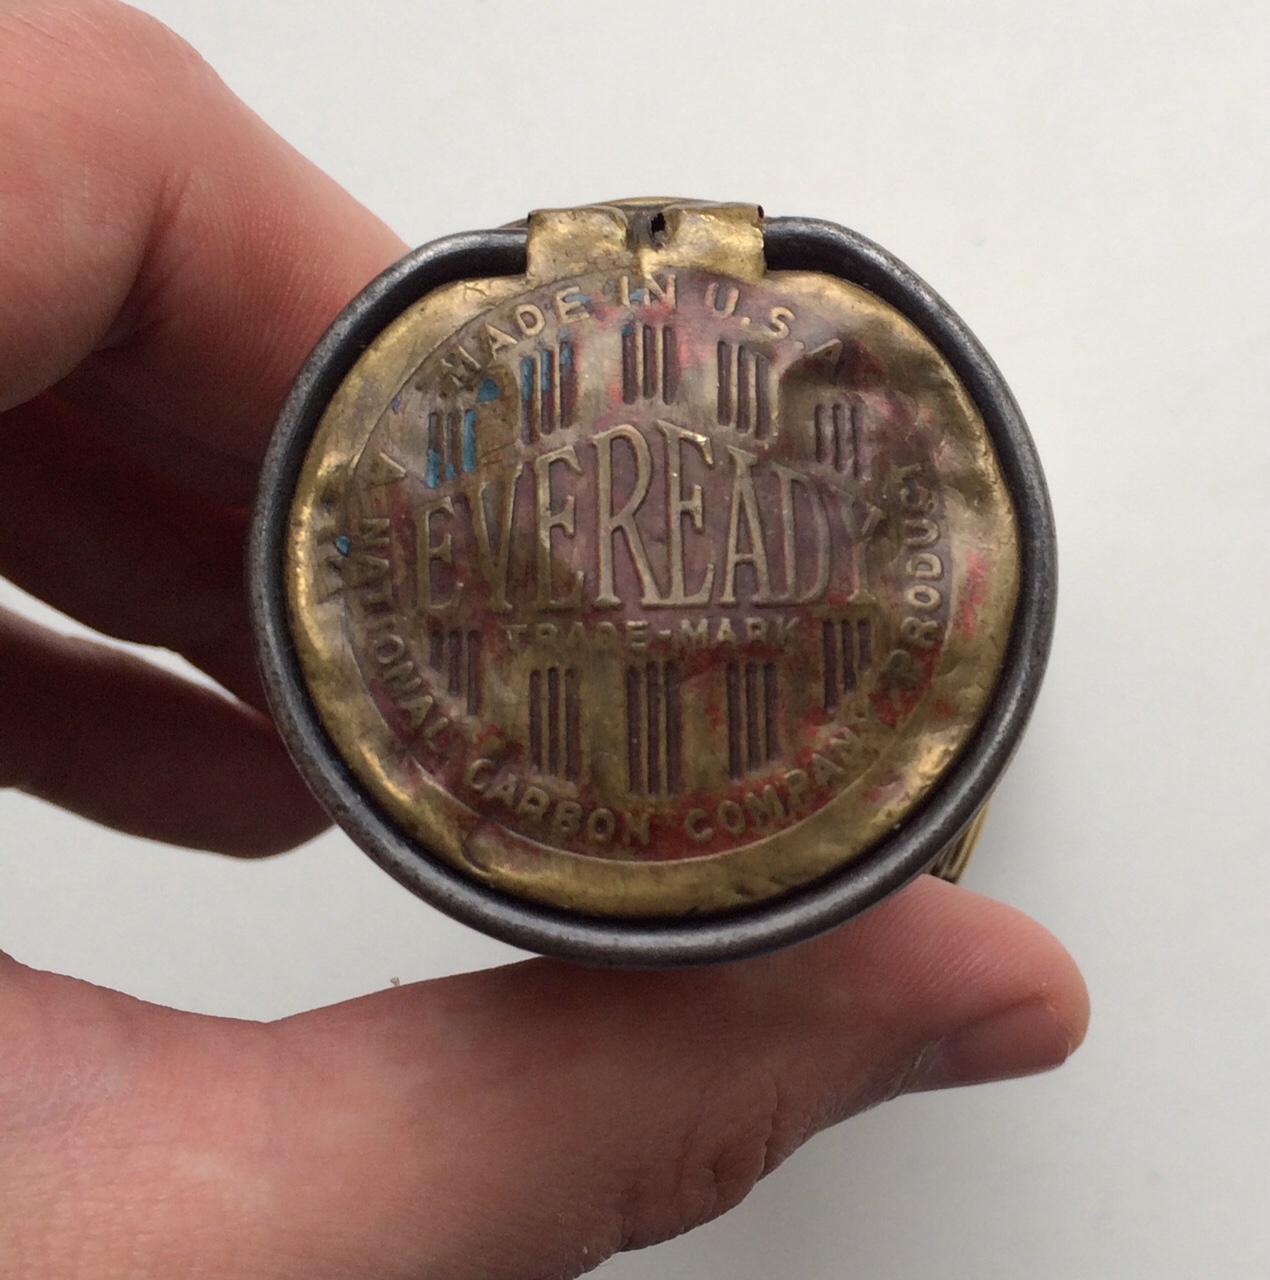 MADE IN U.S.A
EVEREADY
TRADE-MARK
A NATIONAL CARBON COMPANY PRODUCT